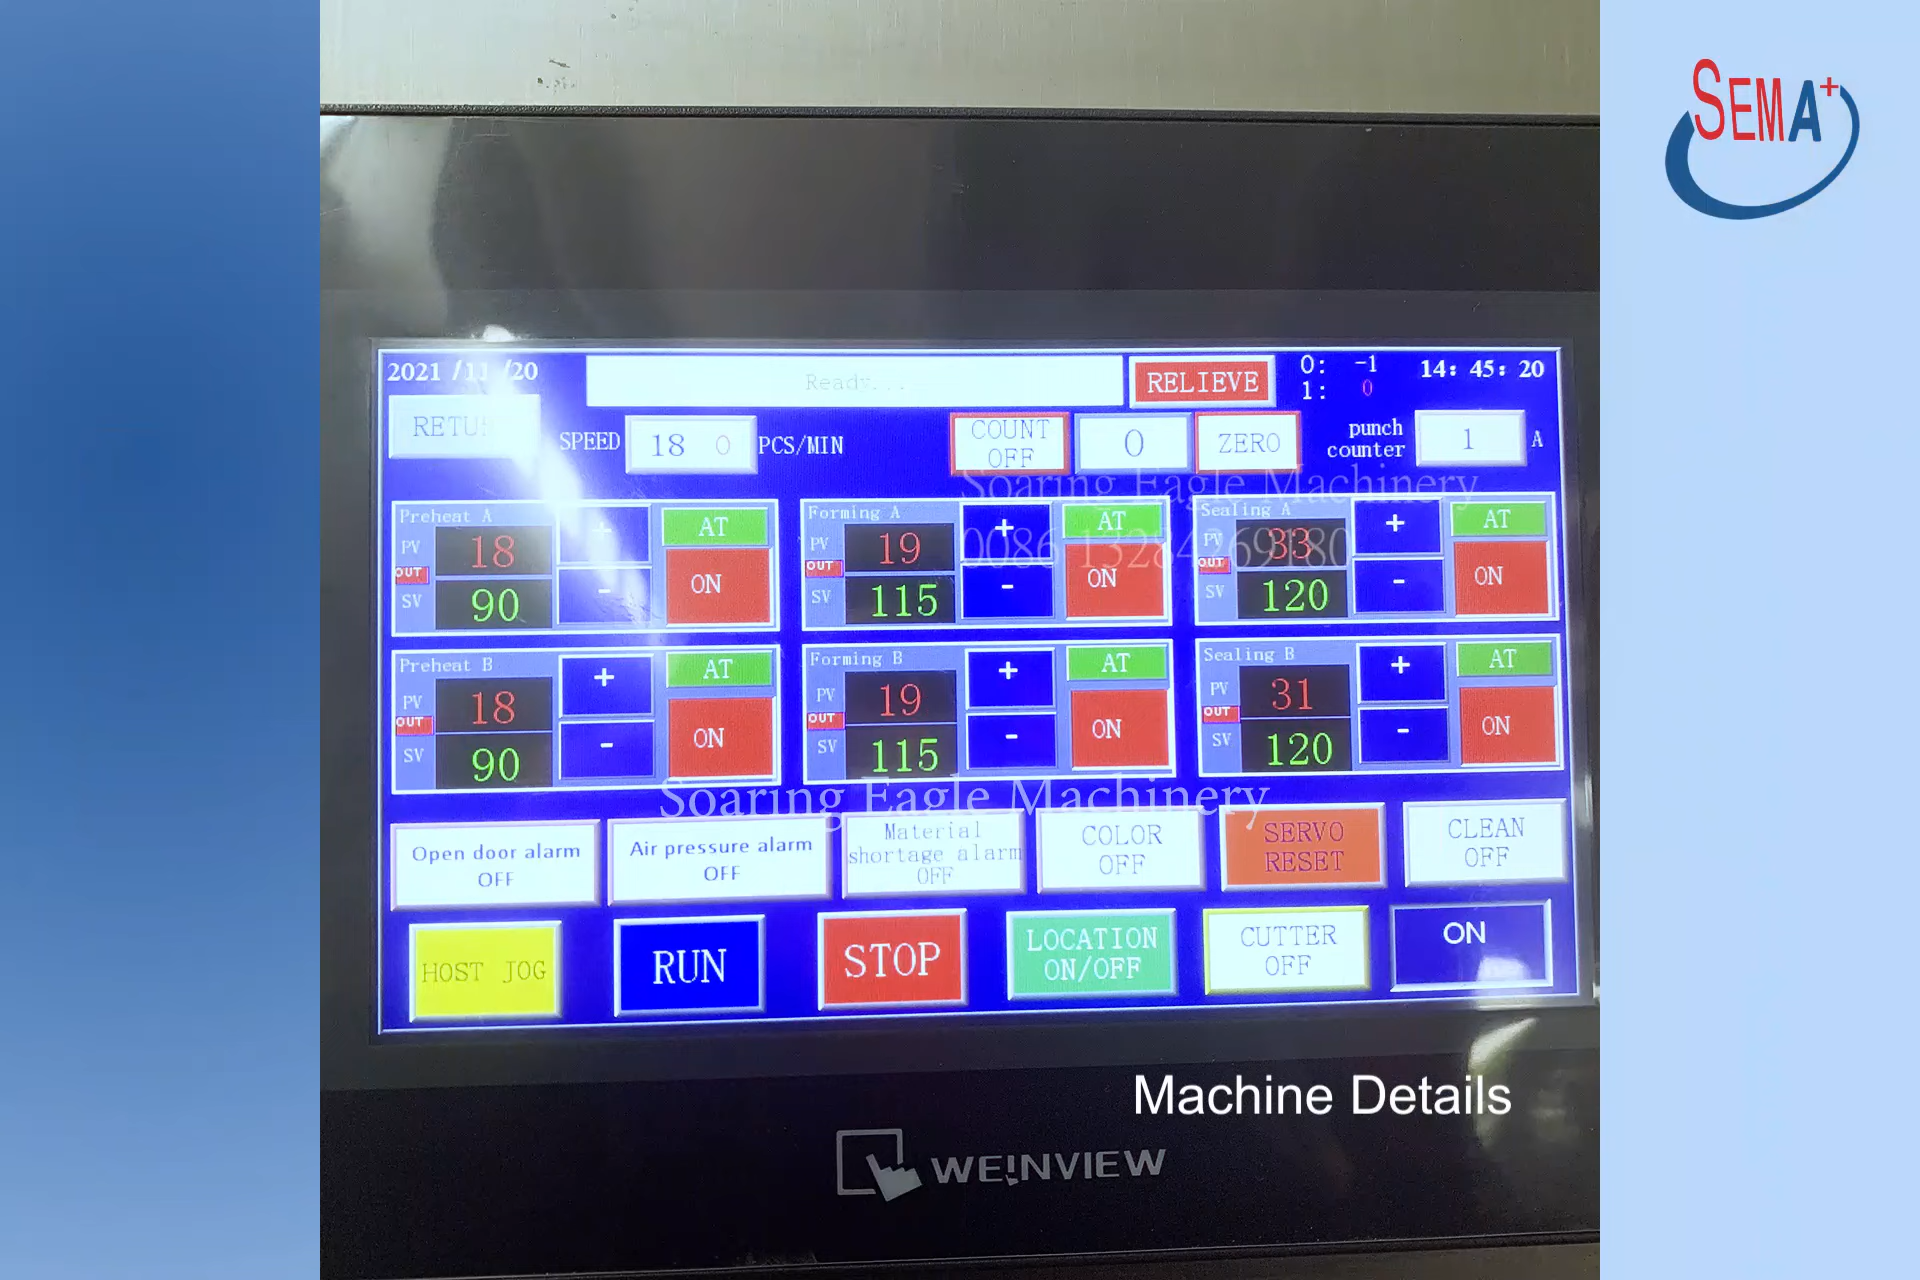 SEMA+
2021 /11 /20
Ready...
RELIEVE
0: -1
1: 0
14: 45: 20
SPEED 18 0 PCS/MIN
COUNT
OFF
0
ZERO
punch
counter
1 A
Soaring Eagle Machinery
0086 13284269180
Preheat A
PV 18
OUT
SV 90
+
-
AT
ON
Forming A
PV 19
OUT
SV 115
+
-
AT
ON
Sealing A
PV 33
OUT
SV 120
+
-
AT
ON
Preheat B
PV 18
OUT
SV 90
+
-
AT
ON
Forming B
PV 19
OUT
SV 115
+
-
AT
ON
Sealing B
PV 31
OUT
SV 120
+
-
AT
ON
Soaring Eagle Machinery
Open door alarm
OFF
Air pressure alarm
OFF
Material
shortage alarm
OFF
COLOR
OFF
SERVO
RESET
CLEAN
OFF
HOST JOG
RUN
STOP
LOCATION
ON/OFF
CUTTER
OFF
ON
Machine Details
WEINVIEW